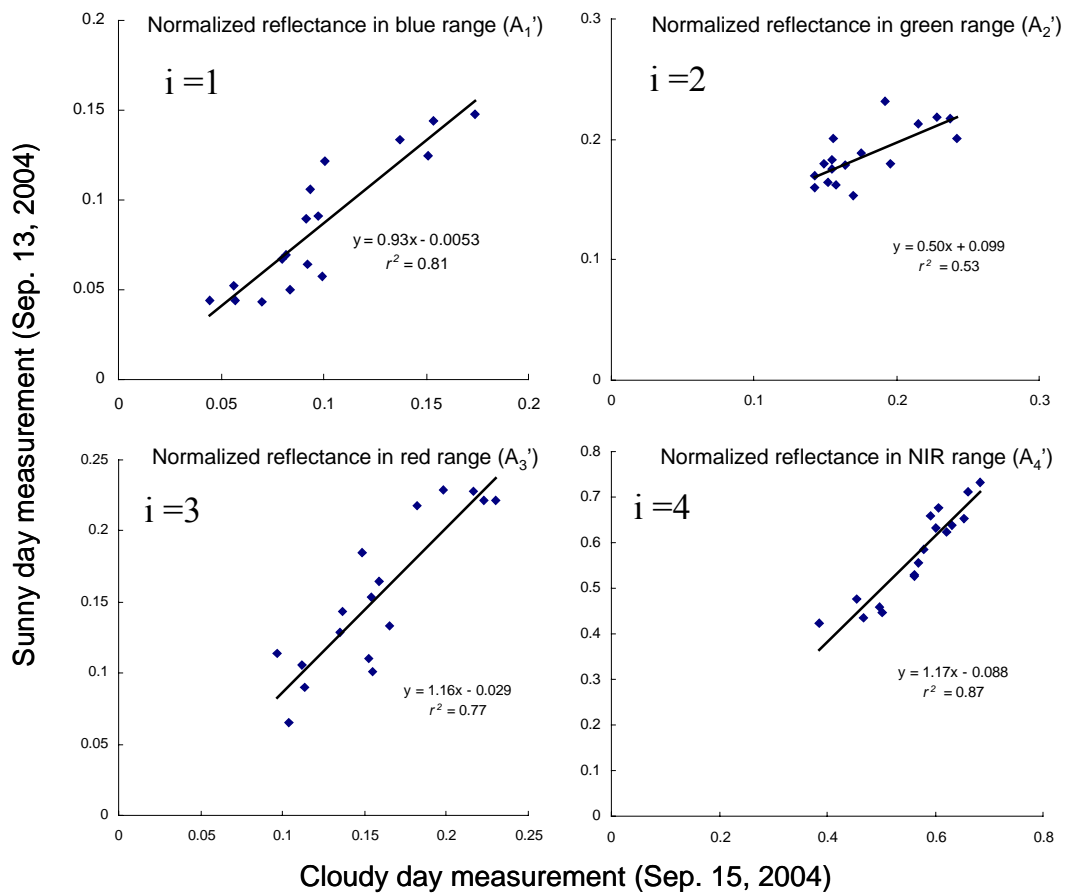 Normalized reflectance in blue range (A1')
i =1
0.2
0.15
0.1
0.05
0
0
0.05
0.1
0.15
0.2
y = 0.93x - 0.0053
r² = 0.81
Normalized reflectance in green range (A2')
i =2
0.3
0.2
0.1
0
0
0.1
0.2
0.3
y = 0.50x + 0.099
r² = 0.53
Sunny day measurement (Sep. 13, 2004)
Normalized reflectance in red range (A3')
i =3
0.25
0.2
0.15
0.1
0.05
0
0
0.05
0.1
0.15
0.2
0.25
y = 1.16x - 0.029
r² = 0.77
Normalized reflectance in NIR range (A4')
i =4
0.8
0.7
0.6
0.5
0.4
0.3
0.2
0.1
0
0
0.2
0.4
0.6
0.8
y = 1.17x - 0.088
r² = 0.87
Cloudy day measurement (Sep. 15, 2004)